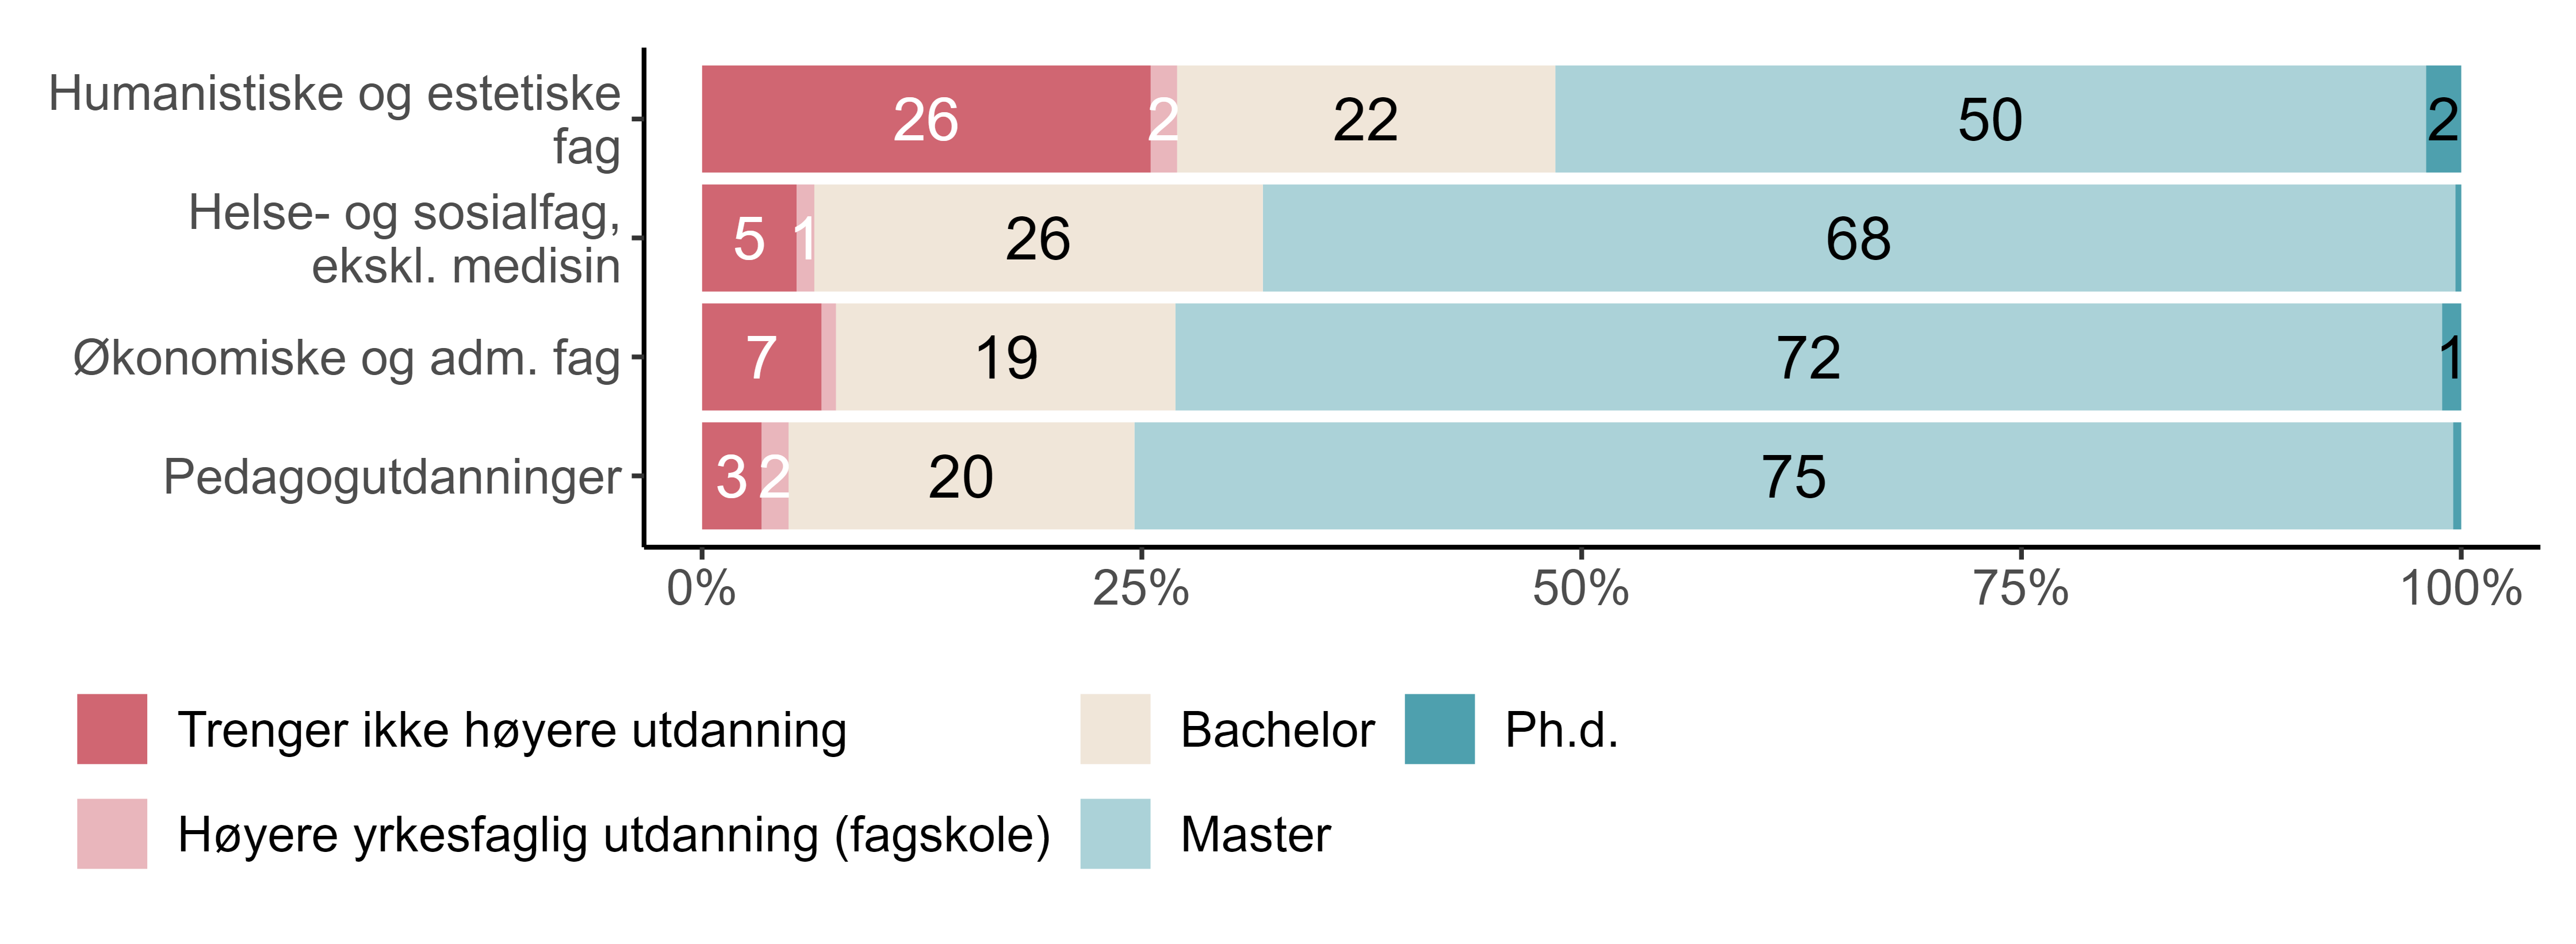 Humanistiske og estetiske
fag
26 2 22 50 2
Helse- og sosialfag,
ekskl. medisin
5 1 26 68
Økonomiske og adm. fag
7 19 72 1
Pedagogutdanninger
3 2 20 75
0% 25% 50% 75% 100%
Trenger ikke høyere utdanning
Høyere yrkesfaglig utdanning (fagskole)
Bachelor
Master
Ph.d.